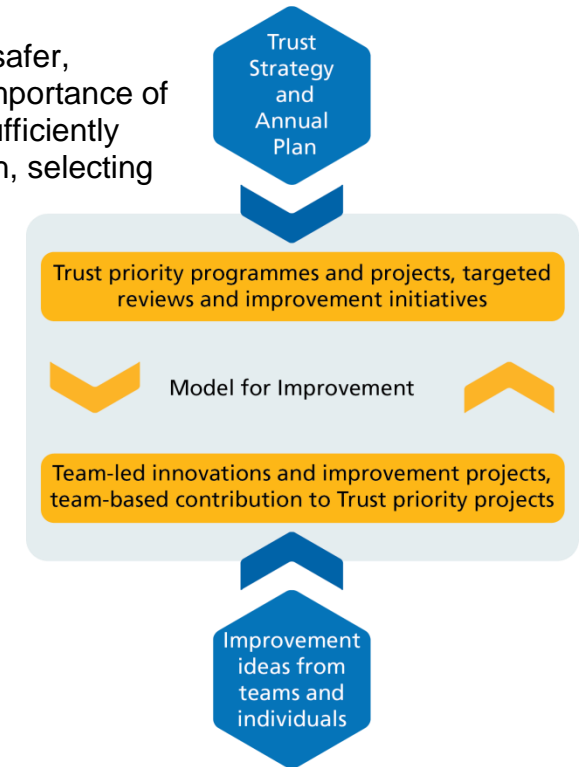 safer,
importance of
selecting
Trust
Strategy
and
Annual
Plan
Trust priority programmes and projects, targeted
reviews and improvement initiatives
Model for Improvement
Team-led innovations and improvement projects,
team-based contribution to Trust priority projects
Improvement
ideas from
teams and
individuals